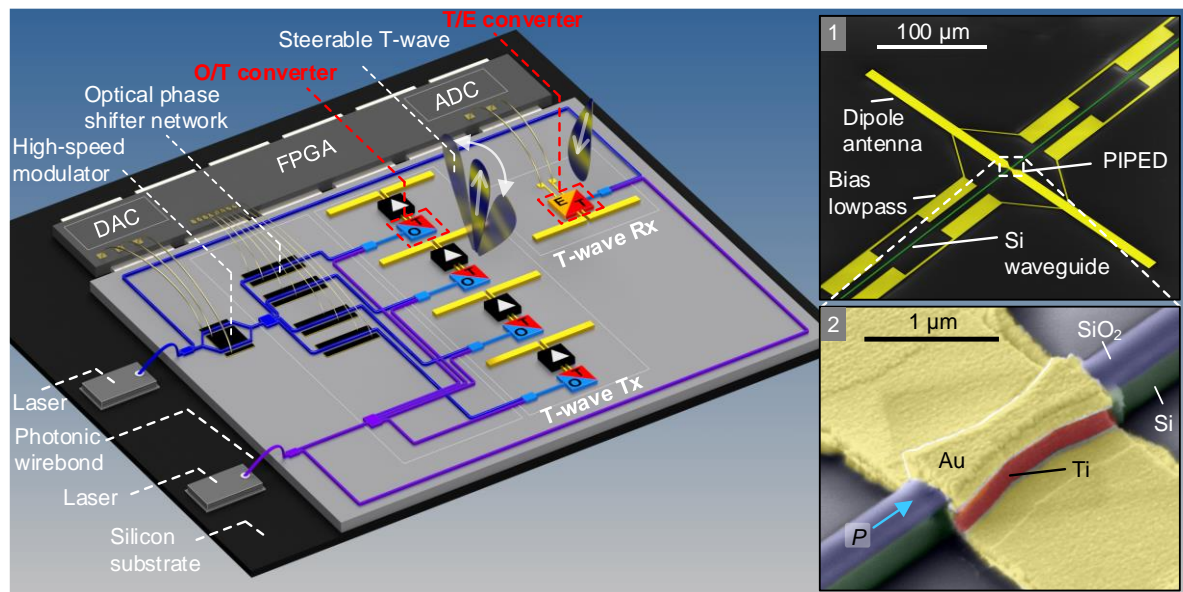 T/E converter
Steerable T-wave
O/T converter
Optical phase
shifter network
High-speed
modulator
ADC
FPGA
DAC
E
T
T
O
T
O
T
O
T
O
T-wave Rx
T-wave Tx
Laser
Photonic
wirebond
Laser
Silicon
substrate
1
100 µm
Dipole
antenna
PIPED
Bias
lowpass
Si
waveguide
2
1 µm
SiO2
Si
Au
Ti
P